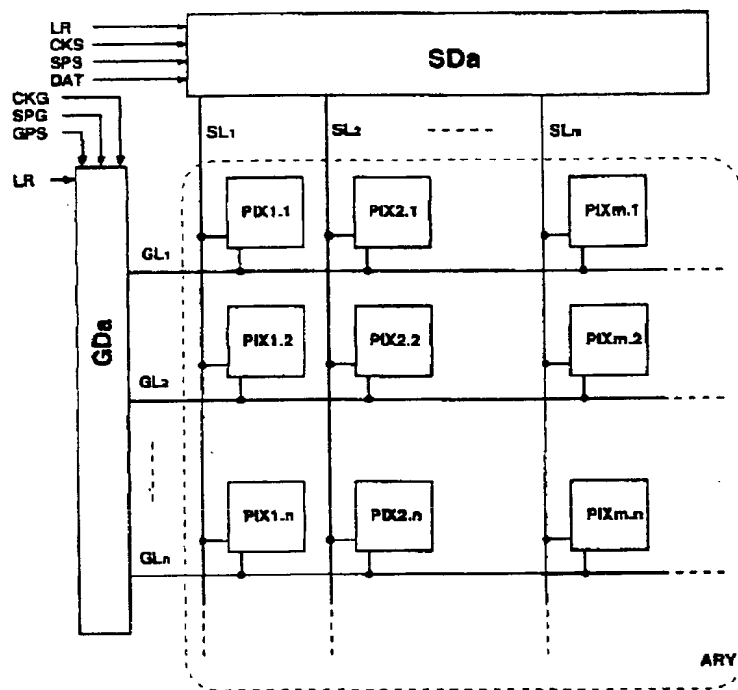 LR
CKS
SPS
DAT
SDa
CKG
SPG
GPS
LR
GDa
SL₁ SL₂ SLm
PIX1.1 PIX2.1 PIXm.1
GL₁
PIX1.2 PIX2.2 PIXm.2
GL₂
PIX1.n PIX2.n PIXm.n
GLn
ARY